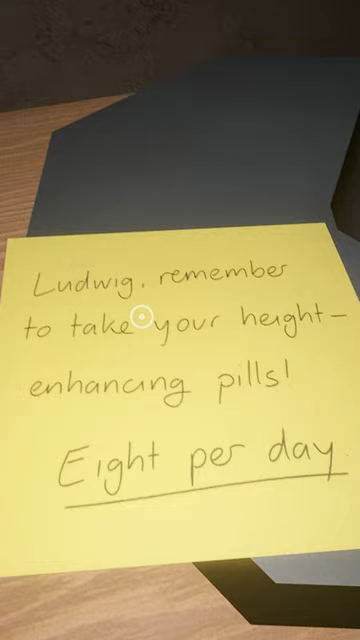 Ludwig, remember
to take your height-
enhancing pills!
Eight per day.